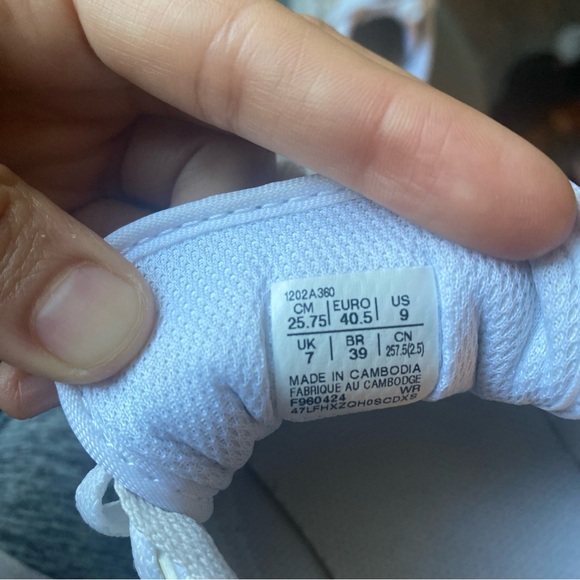 1202A360
CM EURO US
25.75 40.5 9
UK BR CN
7 39 257.5(2.5)
MADE IN CAMBODIA
FABRIQUE AU CAMBODGE
F960424 WR
47LFHXZQH0SCDXS